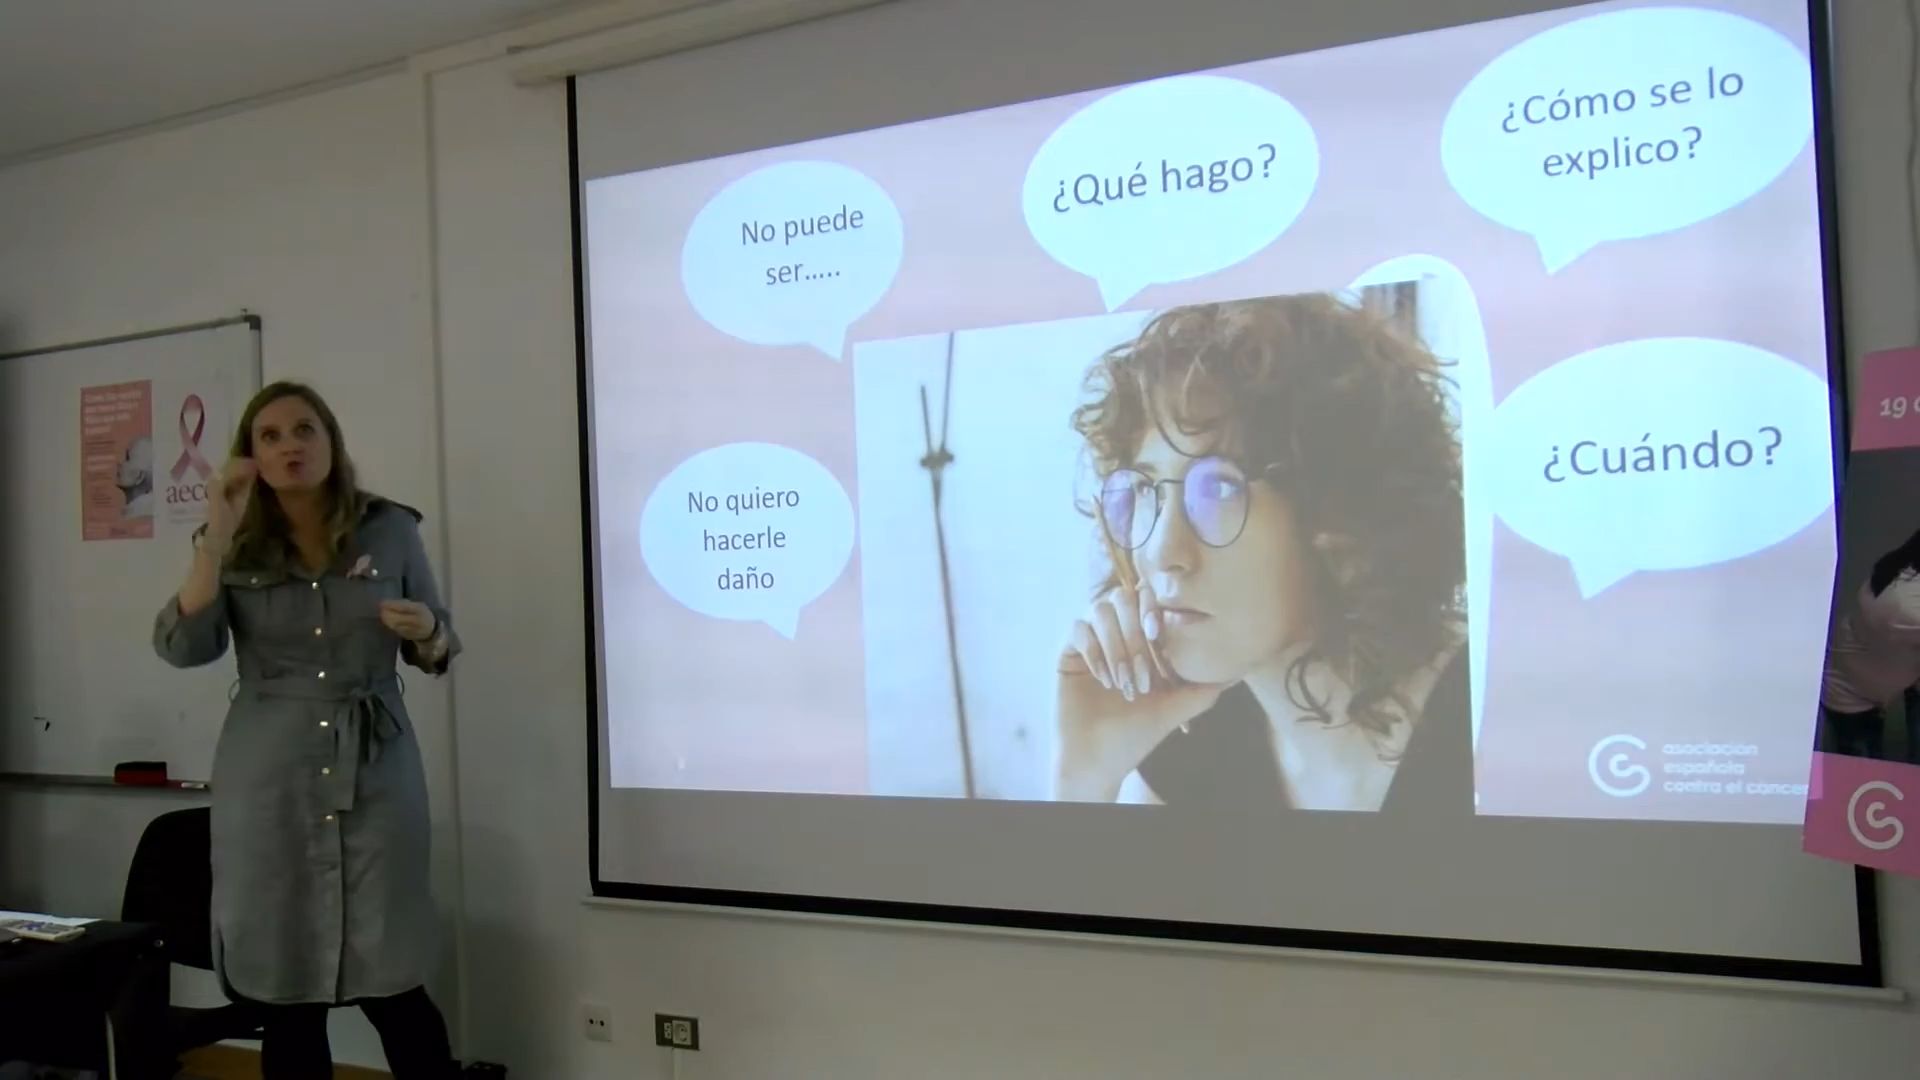 No puede
ser.....
¿Qué hago?
¿Cómo se lo
explico?
No quiero
hacerle
daño
¿Cuándo?
asociación
española
contra el cáncer
aecc
19